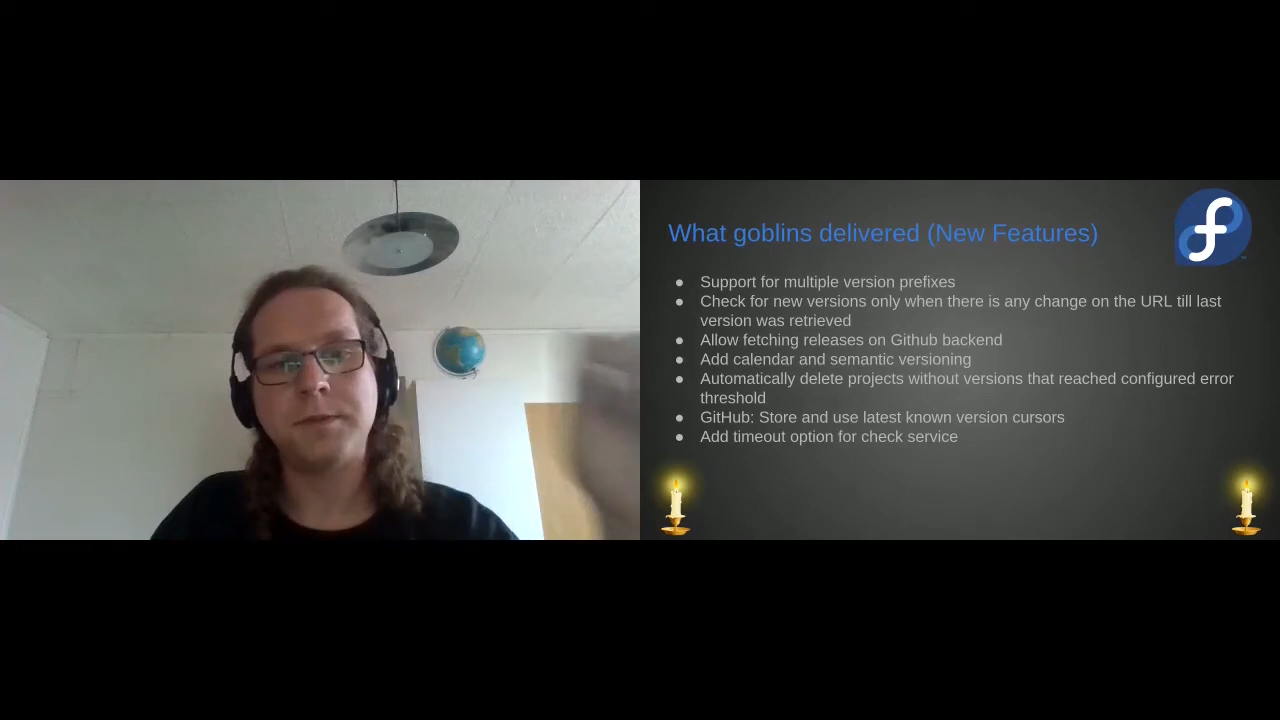 What goblins delivered (New Features)
● Support for multiple version prefixes
● Check for new versions only when there is any change on the URL till last
version was retrieved
● Allow fetching releases on Github backend
● Add calendar and semantic versioning
● Automatically delete projects without versions that reached configured error
threshold
● GitHub: Store and use latest known version cursors
● Add timeout option for check service